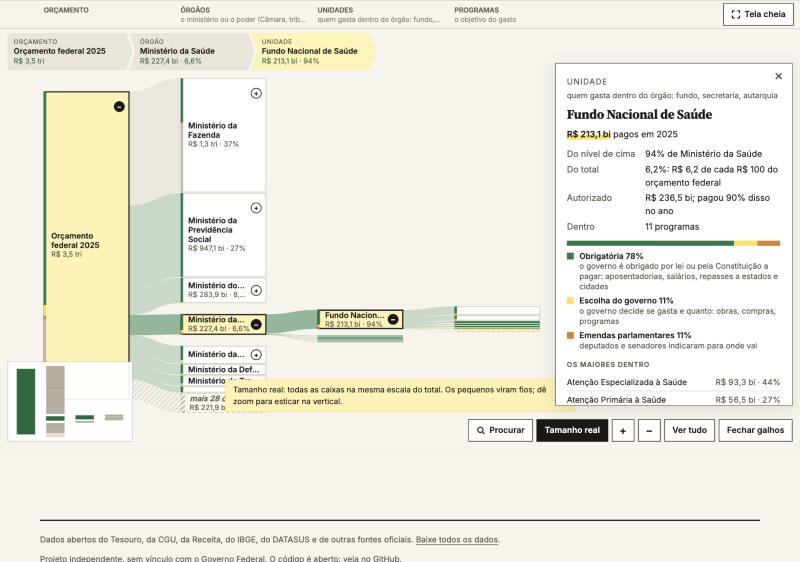 ORÇAMENTO
ÓRGÃOS
o ministério ou o poder (Câmara, trib...
UNIDADES
quem gasta dentro do órgão: fundo,...
PROGRAMAS
o objetivo do gasto
Tela cheia
ORÇAMENTO
Orçamento federal 2025
R$ 3,5 tri
ÓRGÃO
Ministério da Saúde
R$ 227,4 bi · 6,6%
UNIDADE
Fundo Nacional de Saúde
R$ 213,1 bi · 94%
Orçamento
federal 2025
R$ 3,5 tri
Ministério da
Fazenda
R$ 1,3 tri · 37%
Ministério da
Previdência
Social
R$ 947,1 bi · 27%
Ministério do...
R$ 283,9 bi · 8,...
Ministério da...
R$ 227,4 bi · 6,6%
Fundo Nacion...
R$ 213,1 bi · 94%
Ministério da...
Ministério da Def...
mais 28
R$ 221,9 b
Tamanho real: todas as caixas na mesma escala do total. Os pequenos viram fios; dê
zoom para esticar na vertical.
UNIDADE
quem gasta dentro do órgão: fundo, secretaria, autarquia
Fundo Nacional de Saúde
R$ 213,1 bi pagos em 2025
Do nível de cima 94% de Ministério da Saúde
Do total 6,2%: R$ 6,2 de cada R$ 100 do
orçamento federal
Autorizado R$ 236,5 bi; pagou 90% disso
no ano
Dentro 11 programas
Obrigatória 78%
o governo é obrigado por lei ou pela Constituição a
pagar: aposentadorias, salários, repasses a estados e
cidades
Escolha do governo 11%
o governo decide se gasta e quanto: obras, compras,
programas
Emendas parlamentares 11%
deputados e senadores indicaram para onde vai
OS MAIORES DENTRO
Atenção Especializada à Saúde R$ 93,3 bi · 44%
Atenção Primária à Saúde R$ 56,5 bi · 27%
Procurar
Tamanho real
+
−
Ver tudo
Fechar galhos
Dados abertos do Tesouro, da CGU, da Receita, do IBGE, do DATASUS e de outras fontes oficiais. Baixe todos os dados.
Projeto independente, sem vínculo com o Governo Federal. O código é aberto: veja no GitHub.